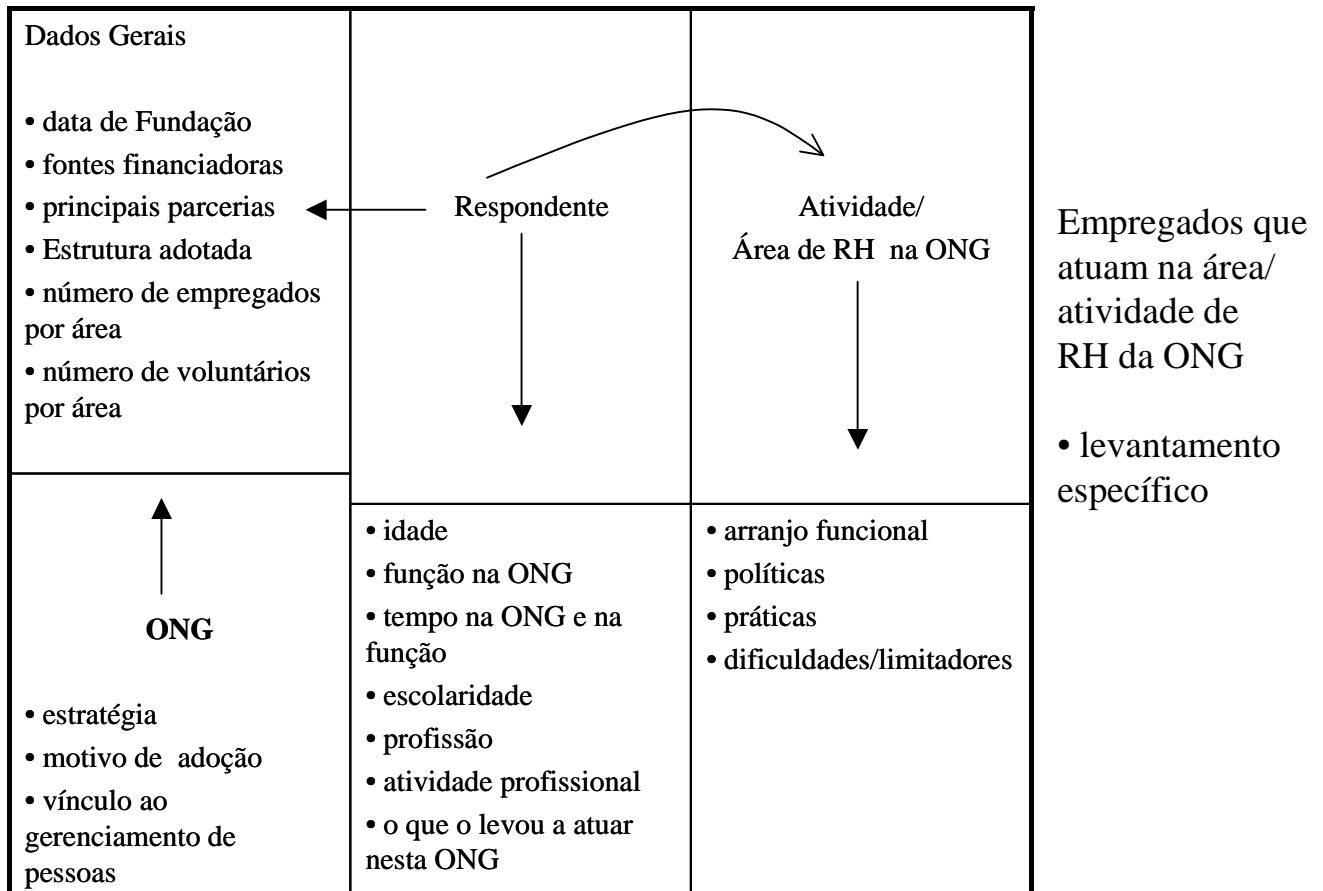 Dados Gerais
• data de Fundação
• fontes financiadoras
• principais parcerias
• Estrutura adotada
• número de empregados
por área
• número de voluntários
por área
ONG
• estratégia
• motivo de adoção
• vínculo ao
gerenciamento de
pessoas
Respondente
• idade
• função na ONG
• tempo na ONG e na
função
• escolaridade
• profissão
• atividade profissional
• o que o levou a atuar
nesta ONG
Atividade/
Área de RH na ONG
• arranjo funcional
• políticas
• práticas
• dificuldades/limitadores
Empregados que
atuam na área/
atividade de
RH da ONG
• levantamento
específico